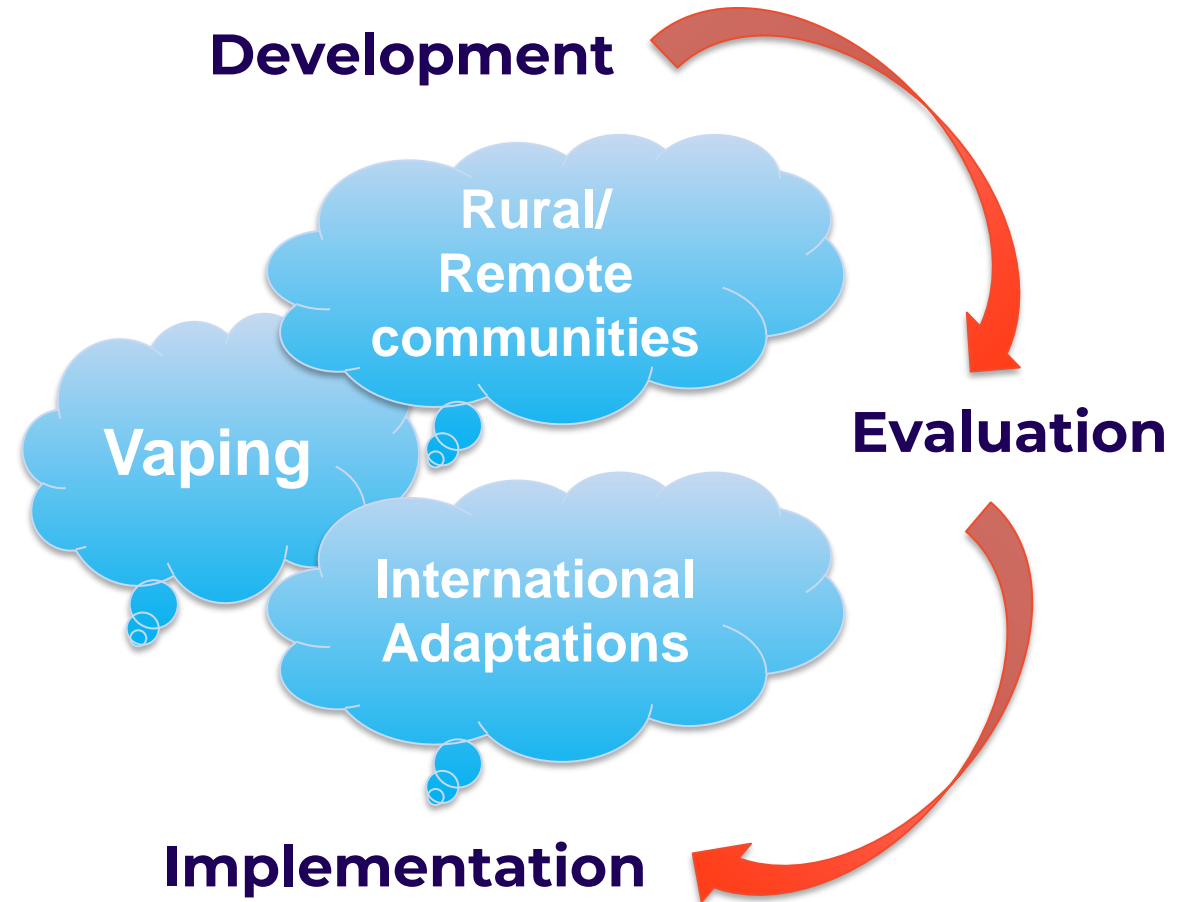 Development
Rural/
Remote
communities
Vaping
Evaluation
International
Adaptations
Implementation